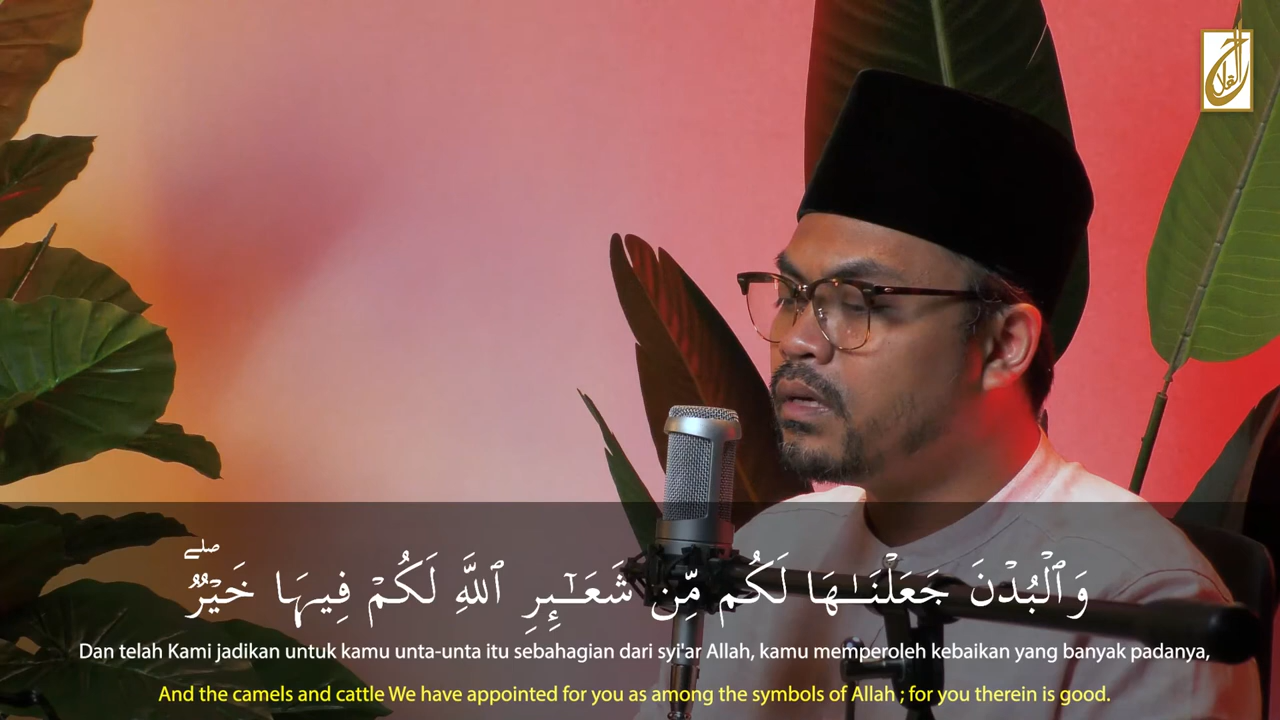 وَٱلْبُدْنَ جَعَلْنَـٰهَا لَكُم مِّن شَعَـٰٓئِرِ ٱللَّهِ لَكُمْ فِيهَا خَيْرٌۭ ۖ
Dan telah Kami jadikan untuk kamu unta-unta itu sebahagian dari syi'ar Allah, kamu memperoleh kebaikan yang banyak padanya,
And the camels and cattle We have appointed for you as among the symbols of Allah ; for you therein is good.